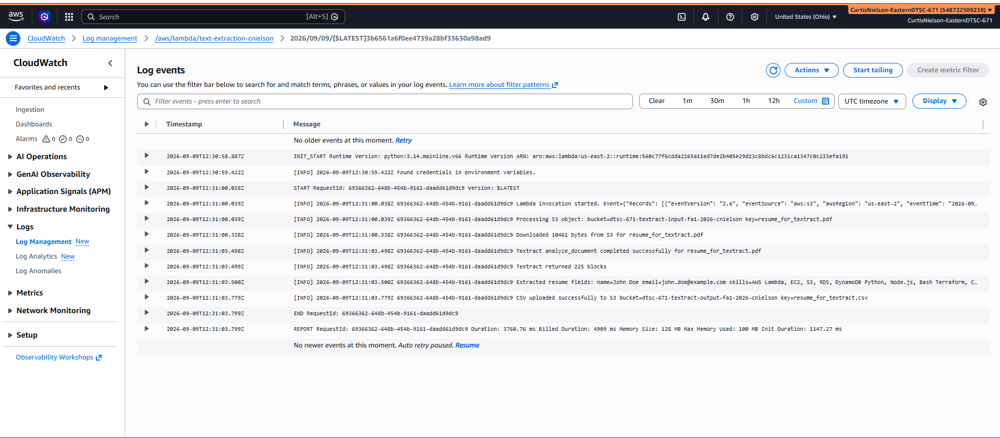 aws
Search [Alt+S]
United States (Ohio)
CurtisNielson-EasternDTSC-671 (548722509238)
CurtisNielson-EasternDTSC-671
CloudWatch
Log management
/aws/lambda/text-extraction-cnielson
2026/09/09/[$LATEST]3b6561a6f0ee4739a28bf33630a98ad9
CloudWatch
Favorites and recents
Ingestion
Dashboards
Alarms 0 0 0
AI Operations
GenAI Observability
Application Signals (APM)
Infrastructure Monitoring
Logs
Log Management New
Log Analytics New
Log Anomalies
Metrics
Network Monitoring
Setup
Observability Workshops
Log events
Actions
Start tailing
Create metric filter
You can use the filter bar below to search for and match terms, phrases, or values in your log events. Learn more about filter patterns
Filter events - press enter to search
Clear 1m 30m 1h 12h Custom
UTC timezone
Display
Timestamp Message
No older events at this moment. Retry
2026-09-09T12:30:58.887Z INIT_START Runtime Version: python:3.14.mainline.v66 Runtime Version ARN: arn:aws:lambda:us-east-2::runtime:560c77f6cdda2265a11ed7de2b405e29d23c8bdc6c1231ca1347c0c233efa191
2026-09-09T12:30:59.422Z [INFO] 2026-09-09T12:30:59.422Z Found credentials in environment variables.
2026-09-09T12:31:00.038Z START RequestId: 69366362-648b-454b-9161-daadd61d9dc9 Version: $LATEST
2026-09-09T12:31:00.039Z [INFO] 2026-09-09T12:31:00.038Z 69366362-648b-454b-9161-daadd61d9dc9 Lambda invocation started. Event={"Records": [{"eventVersion": "2.6", "eventSource": "aws:s3", "awsRegion": "us-east-2", "eventTime": "2026-09…
2026-09-09T12:31:00.039Z [INFO] 2026-09-09T12:31:00.039Z 69366362-648b-454b-9161-daadd61d9dc9 Processing S3 object: bucket=dtsc-671-textract-input-fa1-2026-cnielson key=resume_for_textract.pdf
2026-09-09T12:31:00.338Z [INFO] 2026-09-09T12:31:00.338Z 69366362-648b-454b-9161-daadd61d9dc9 Downloaded 10461 bytes from S3 for resume_for_textract.pdf
2026-09-09T12:31:03.498Z [INFO] 2026-09-09T12:31:03.498Z 69366362-648b-454b-9161-daadd61d9dc9 Textract analyze_document completed successfully for resume_for_textract.pdf
2026-09-09T12:31:03.499Z [INFO] 2026-09-09T12:31:03.498Z 69366362-648b-454b-9161-daadd61d9dc9 Textract returned 225 blocks
2026-09-09T12:31:03.500Z [INFO] 2026-09-09T12:31:03.500Z 69366362-648b-454b-9161-daadd61d9dc9 Extracted resume fields: name=John Doe email=john.doe@example.com skills=AWS Lambda, EC2, S3, RDS, DynamoDB Python, Node.js, Bash Terraform, C…
2026-09-09T12:31:03.779Z [INFO] 2026-09-09T12:31:03.779Z 69366362-648b-454b-9161-daadd61d9dc9 CSV uploaded successfully to S3 bucket=dtsc-671-textract-output-fa1-2026-cnielson key=resume_for_textract.csv
2026-09-09T12:31:03.799Z END RequestId: 69366362-648b-454b-9161-daadd61d9dc9
2026-09-09T12:31:03.799Z REPORT RequestId: 69366362-648b-454b-9161-daadd61d9dc9 Duration: 3760.76 ms Billed Duration: 4909 ms Memory Size: 128 MB Max Memory Used: 100 MB Init Duration: 1147.27 ms
No newer events at this moment. Auto retry paused. Resume